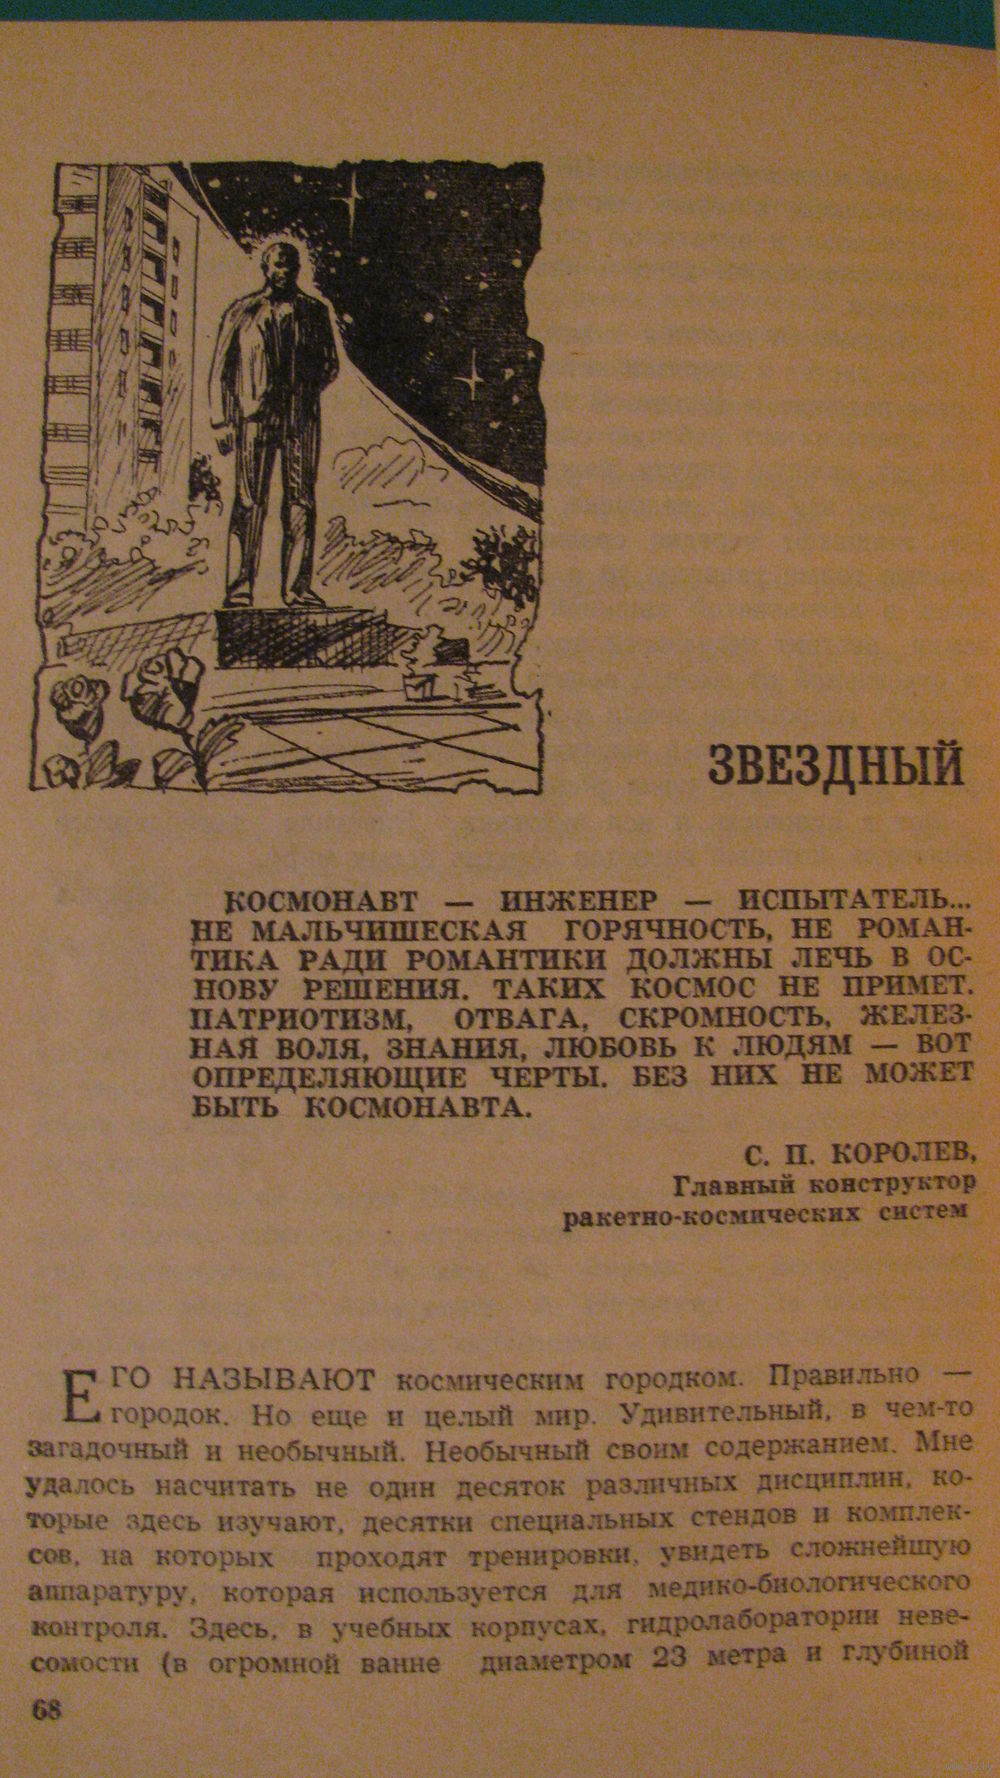 ЗВЕЗДНЫЙ
КОСМОНАВТ — ИНЖЕНЕР — ИСПЫТАТЕЛЬ...
НЕ МАЛЬЧИШЕСКАЯ ГОРЯЧНОСТЬ, НЕ РОМАН-
ТИКА РАДИ РОМАНТИКИ ДОЛЖНЫ ЛЕЧЬ В ОС-
НОВУ РЕШЕНИЯ. ТАКИХ КОСМОС НЕ ПРИМЕТ.
ПАТРИОТИЗМ, ОТВАГА, СКРОМНОСТЬ, ЖЕЛЕЗ-
НАЯ ВОЛЯ, ЗНАНИЯ, ЛЮБОВЬ К ЛЮДЯМ — ВОТ
ОПРЕДЕЛЯЮЩИЕ ЧЕРТЫ. БЕЗ НИХ НЕ МОЖЕТ
БЫТЬ КОСМОНАВТА.
С. П. КОРОЛЕВ,
Главный конструктор
ракетно-космических систем
ЕГО НАЗЫВАЮТ космическим городком. Правильно —
городок. Но еще и целый мир. Удивительный, в чем-то
загадочный и необычный. Необычный своим содержанием. Мне
удалось насчитать не один десяток различных дисциплин, ко-
торые здесь изучают, десятки специальных стендов и комплек-
сов, на которых проходят тренировки, увидеть сложнейшую
аппаратуру, которая используется для медико-биологического
контроля. Здесь, в учебных корпусах, гидролаборатории неве-
сомости (в огромной ванне диаметром 23 метра и глубиной
68